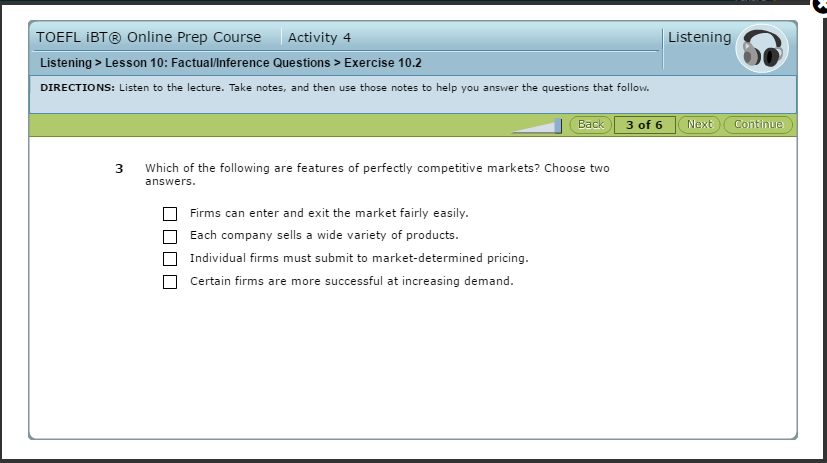 TOEFL iBT® Online Prep Course Activity 4 Listening
Listening > Lesson 10: Factual/Inference Questions > Exercise 10.2
DIRECTIONS: Listen to the lecture. Take notes, and then use those notes to help you answer the questions that follow.
Back 3 of 6 Next Continue
3 Which of the following are features of perfectly competitive markets? Choose two
answers.
Firms can enter and exit the market fairly easily.
Each company sells a wide variety of products.
Individual firms must submit to market-determined pricing.
Certain firms are more successful at increasing demand.